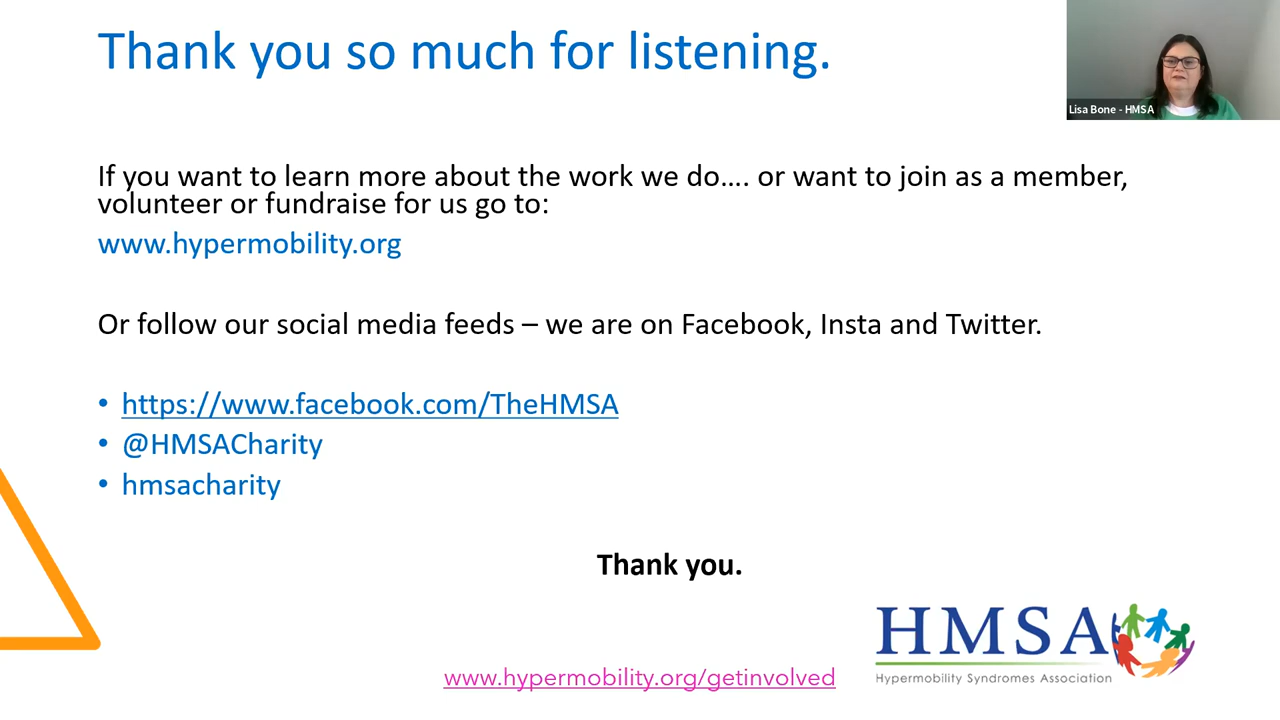 Thank you so much for listening.
Lisa Bone - HMSA
If you want to learn more about the work we do.... or want to join as a member,
volunteer or fundraise for us go to:
www.hypermobility.org
Or follow our social media feeds – we are on Facebook, Insta and Twitter.
• https://www.facebook.com/TheHMSA
• @HMSACharity
• hmsacharity
Thank you.
HMSA
Hypermobility Syndromes Association
www.hypermobility.org/getinvolved